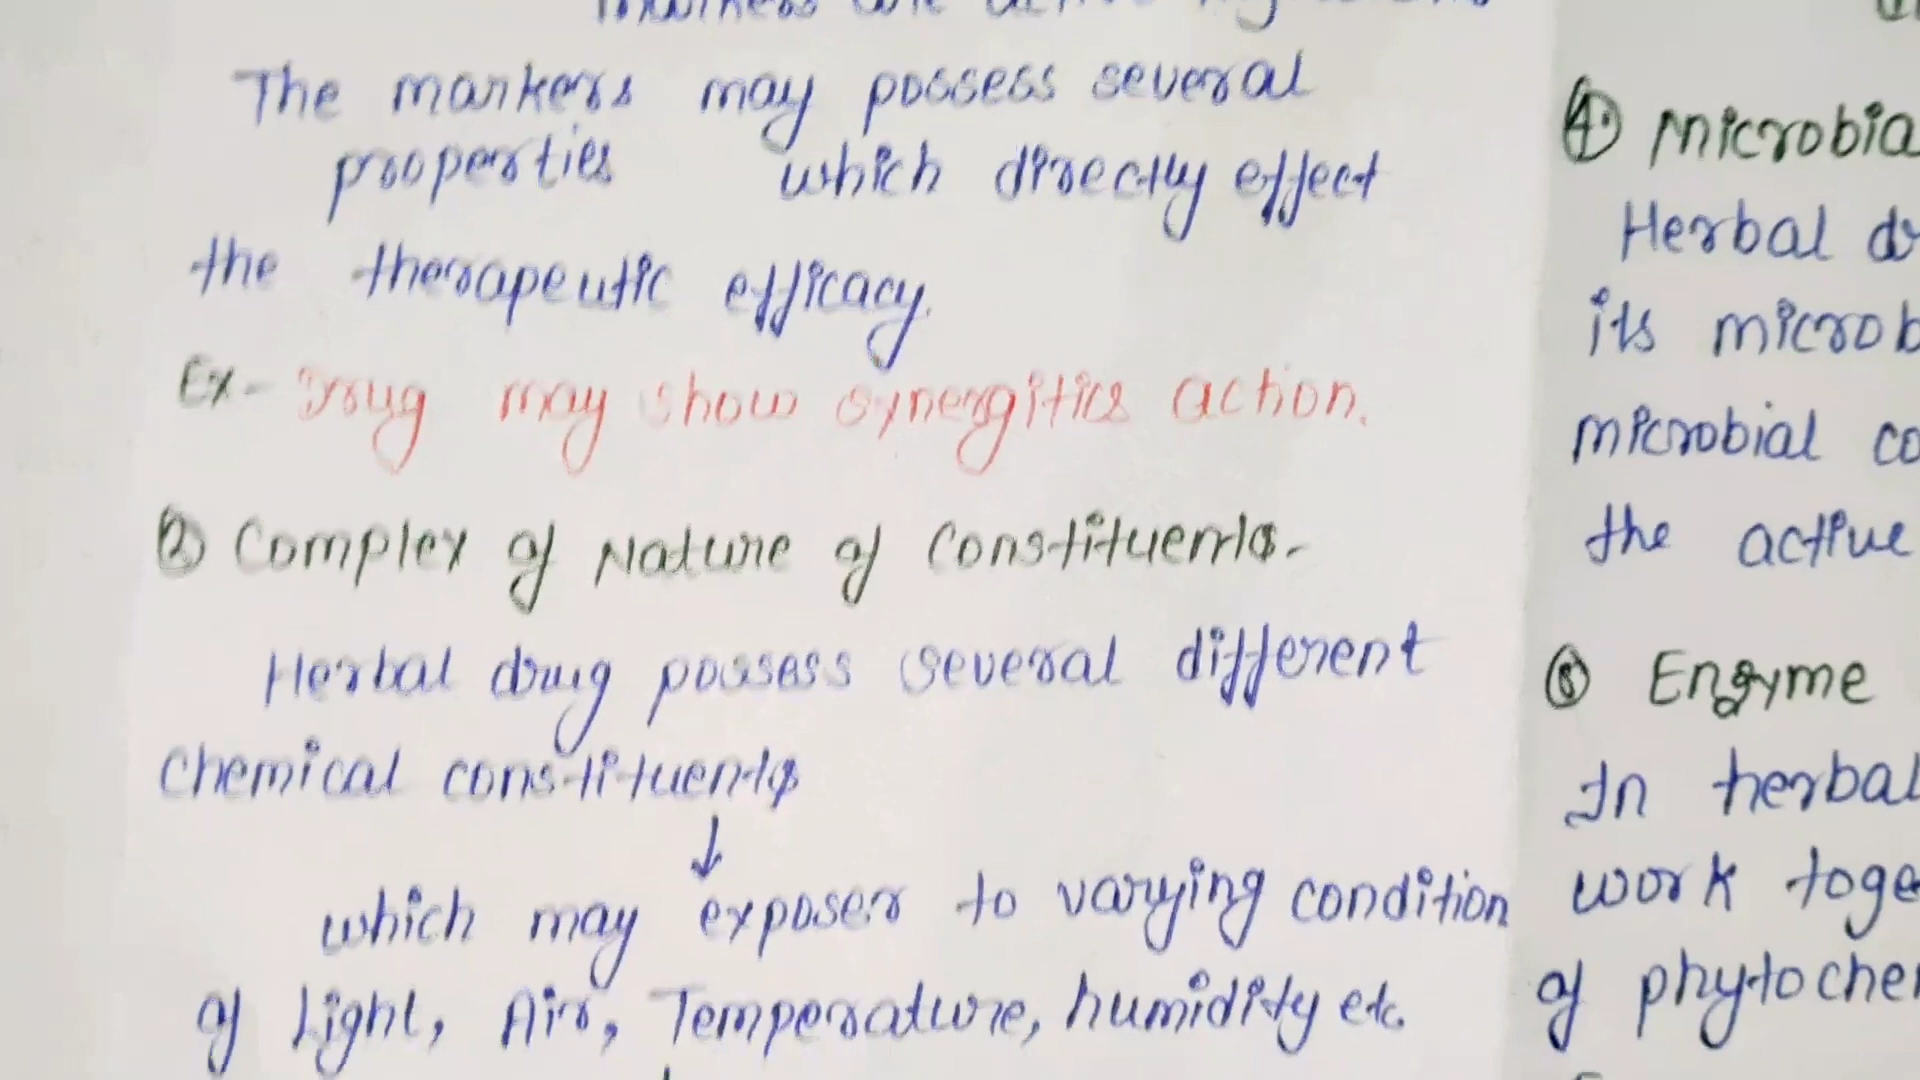 The markers may possess several
properties which directly effect
the therapeutic efficacy.
Ex- Drug may show synergitics action.
② Complex of Nature of Constituents.-
Herbal drug possess several different
chemical constituents
↓
which may exposer to varying condition
of Light, Air, Temperature, humidity etc.
④ Microbia
Herbal dr
its microb
microbial co
the active
⑤ Enzyme
In herbal
work toge
of phytochem